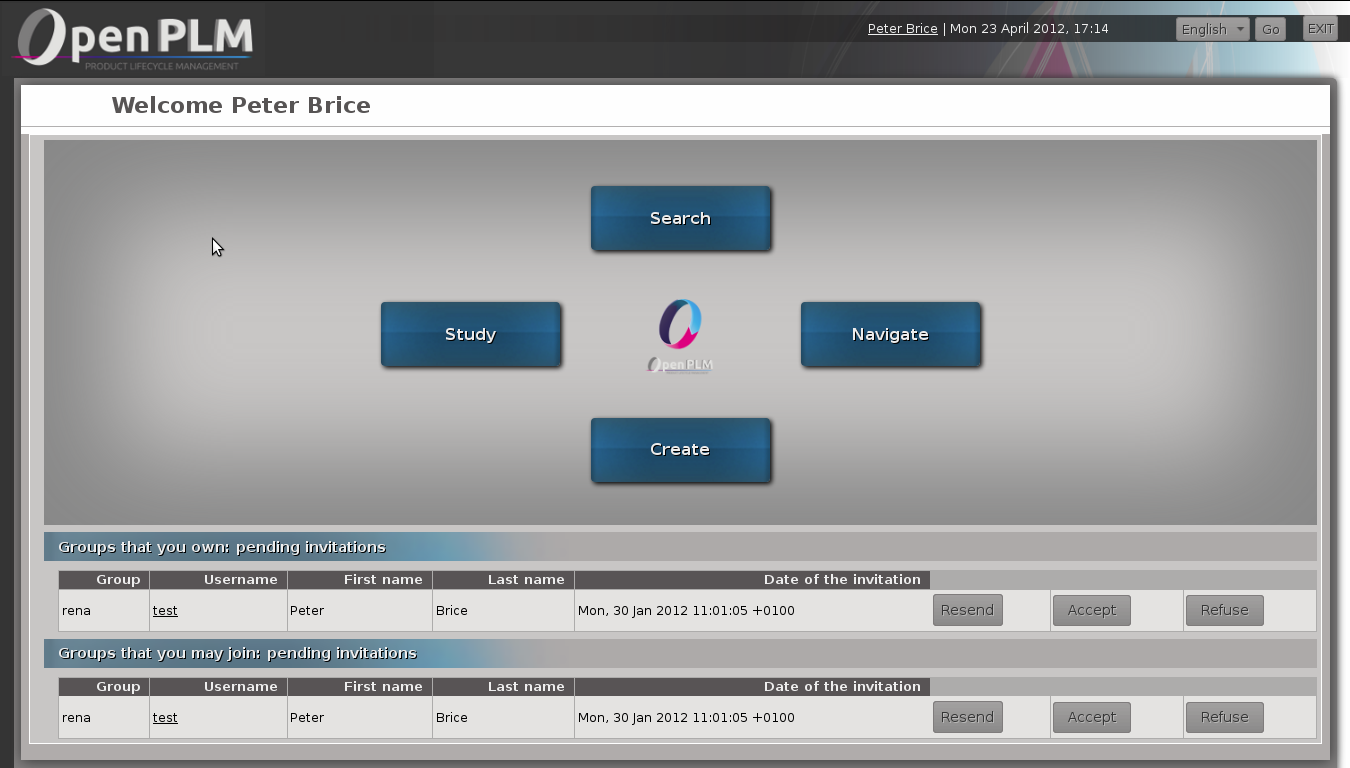 Open PLM
PRODUCT LIFECYCLE MANAGEMENT
Peter Brice | Mon 23 April 2012, 17:14 English Go EXIT
Welcome Peter Brice
Search
Study Navigate
Open PLM
Create
Groups that you own: pending invitations
Group Username First name Last name Date of the invitation
rena test Peter Brice Mon, 30 Jan 2012 11:01:05 +0100 Resend Accept Refuse
Groups that you may join: pending invitations
Group Username First name Last name Date of the invitation
rena test Peter Brice Mon, 30 Jan 2012 11:01:05 +0100 Resend Accept Refuse